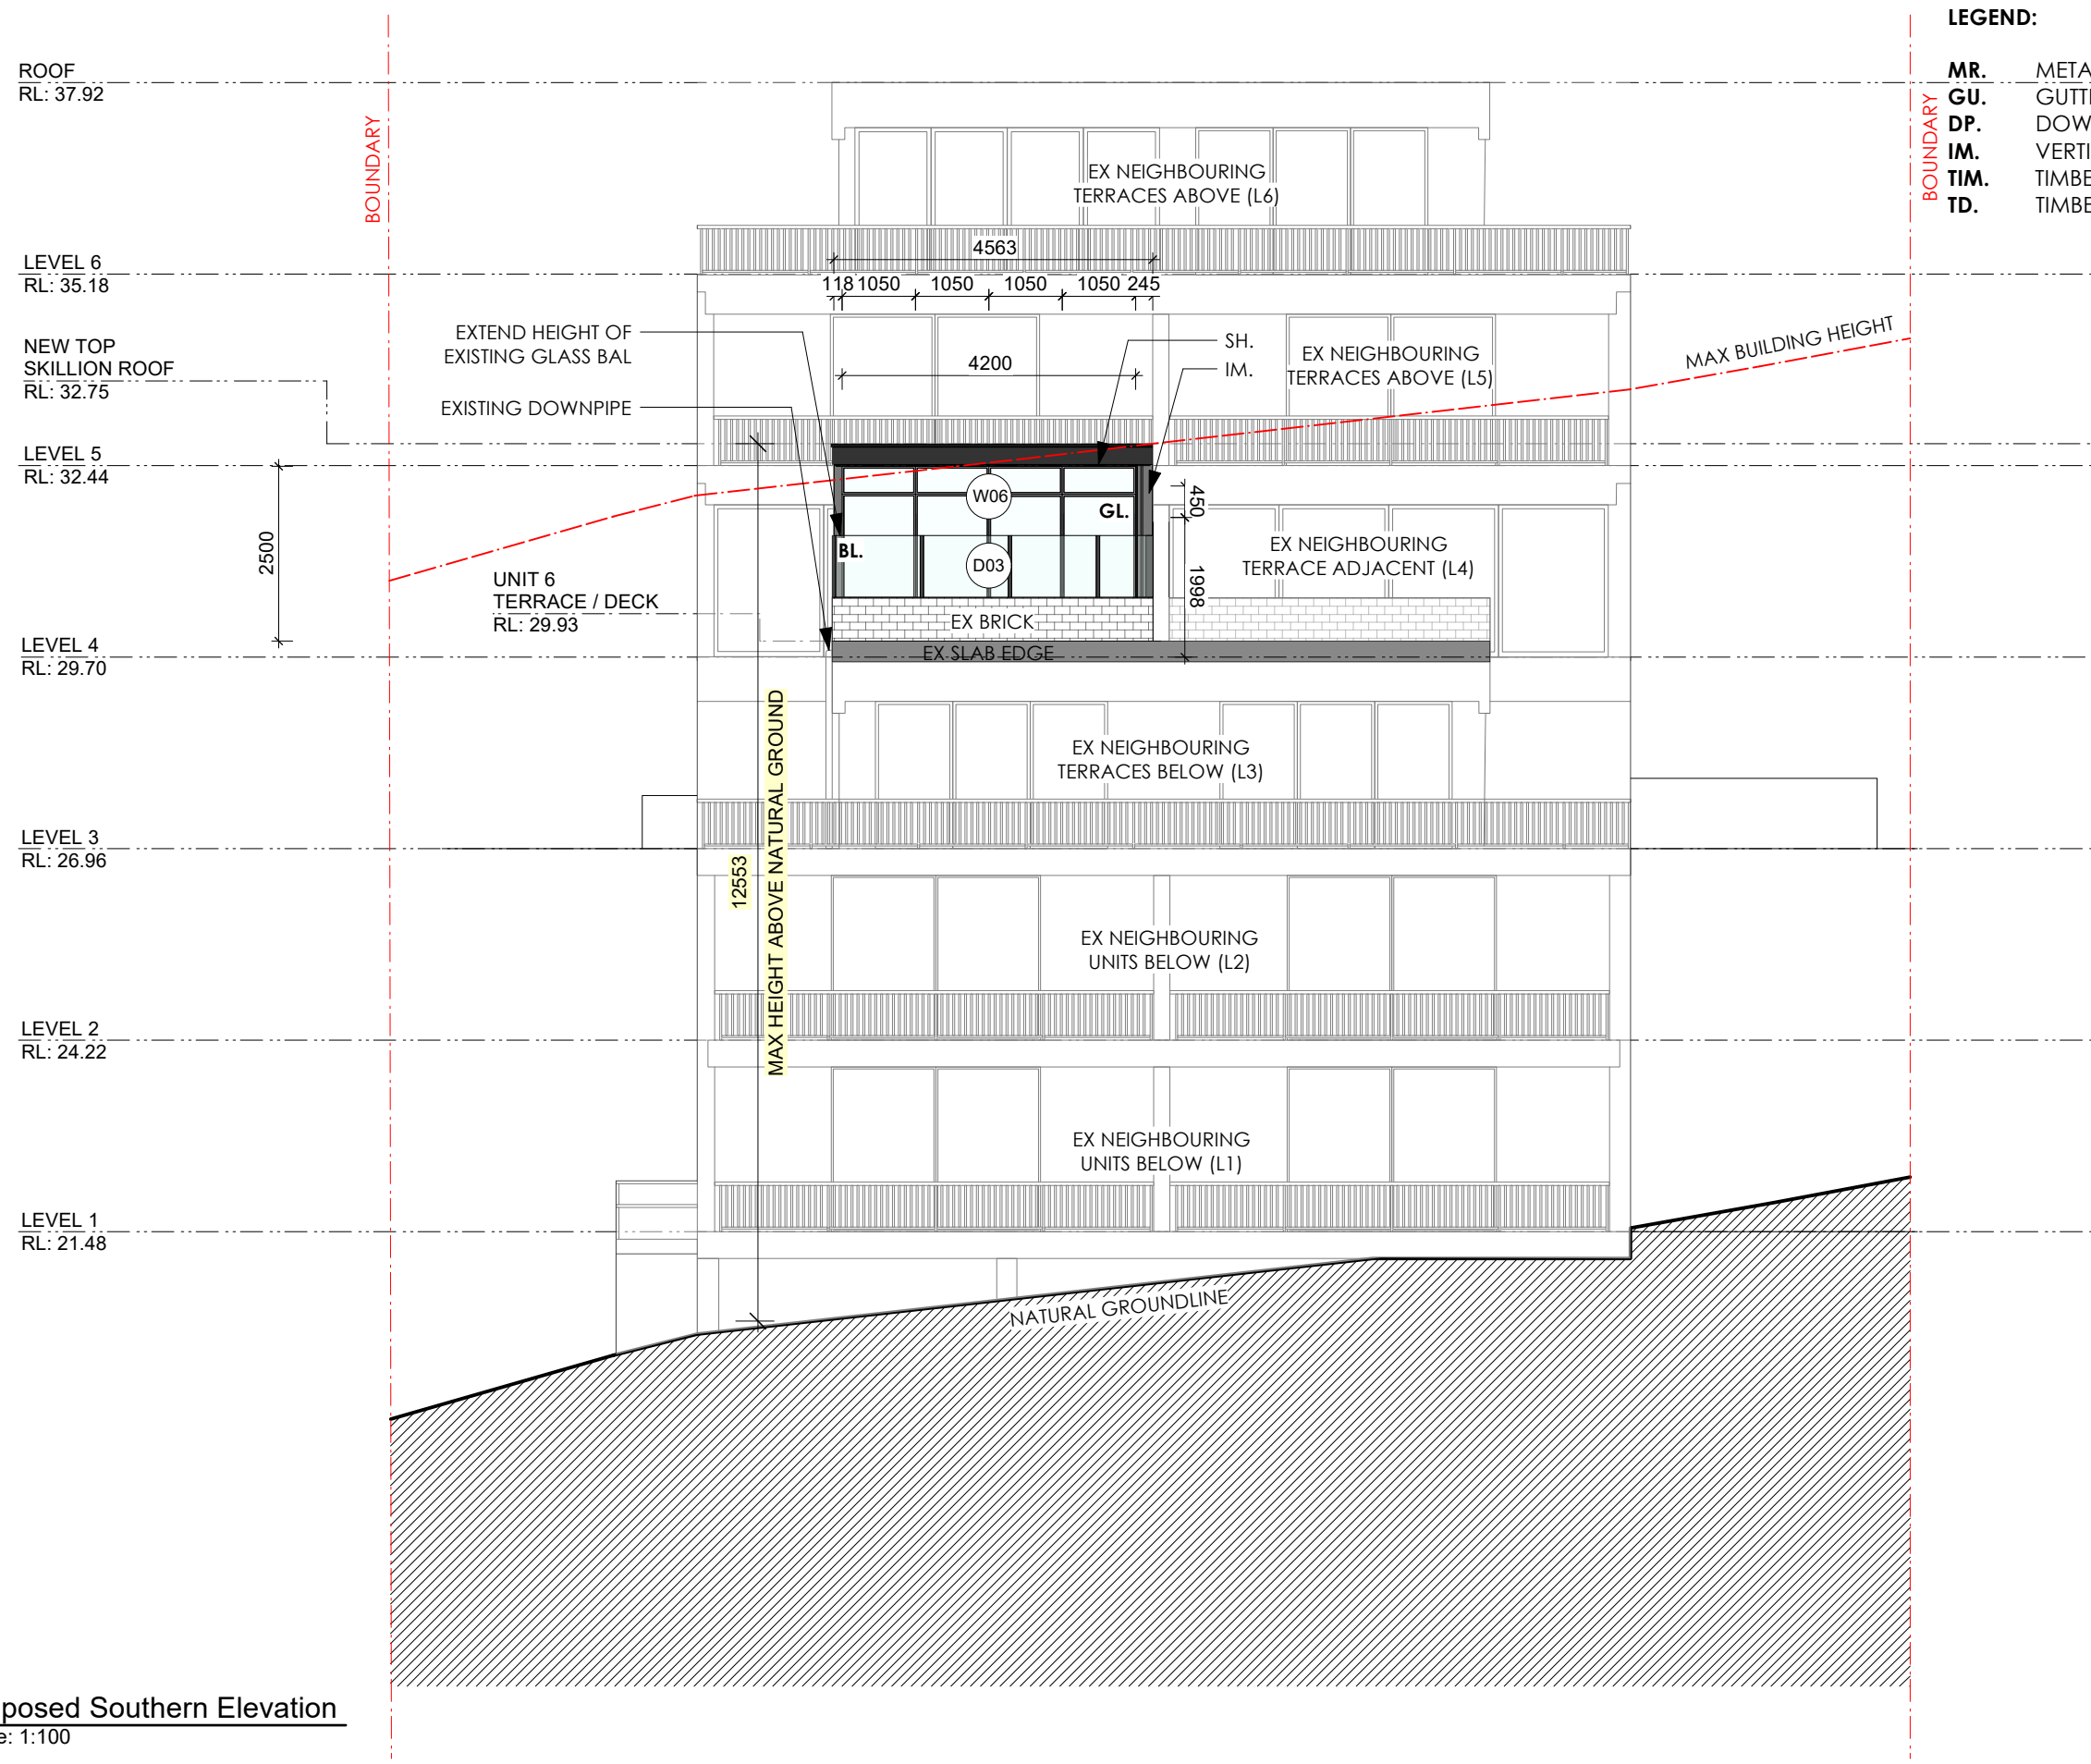 LEGEND:
MR. META
GU. GUTT
DP. DOW
IM. VERTI
TIM. TIMBE
TD. TIMBE
ROOF
RL: 37.92
BOUNDARY
BOUNDARY
EX NEIGHBOURING
TERRACES ABOVE (L6)
LEVEL 6
RL: 35.18
4563
118 1050 1050 1050 1050 245
NEW TOP
SKILLION ROOF
RL: 32.75
EXTEND HEIGHT OF
EXISTING GLASS BAL
EXISTING DOWNPIPE
4200
SH.
IM.
EX NEIGHBOURING
TERRACES ABOVE (L5)
MAX BUILDING HEIGHT
LEVEL 5
RL: 32.44
2500
W06
GL.
BL.
D03
450
1998
EX NEIGHBOURING
TERRACE ADJACENT (L4)
UNIT 6
TERRACE / DECK
RL: 29.93
EX BRICK
EX SLAB EDGE
LEVEL 4
RL: 29.70
12553
MAX HEIGHT ABOVE NATURAL GROUND
EX NEIGHBOURING
TERRACES BELOW (L3)
LEVEL 3
RL: 26.96
EX NEIGHBOURING
UNITS BELOW (L2)
LEVEL 2
RL: 24.22
EX NEIGHBOURING
UNITS BELOW (L1)
LEVEL 1
RL: 21.48
NATURAL GROUNDLINE
posed Southern Elevation
e: 1:100